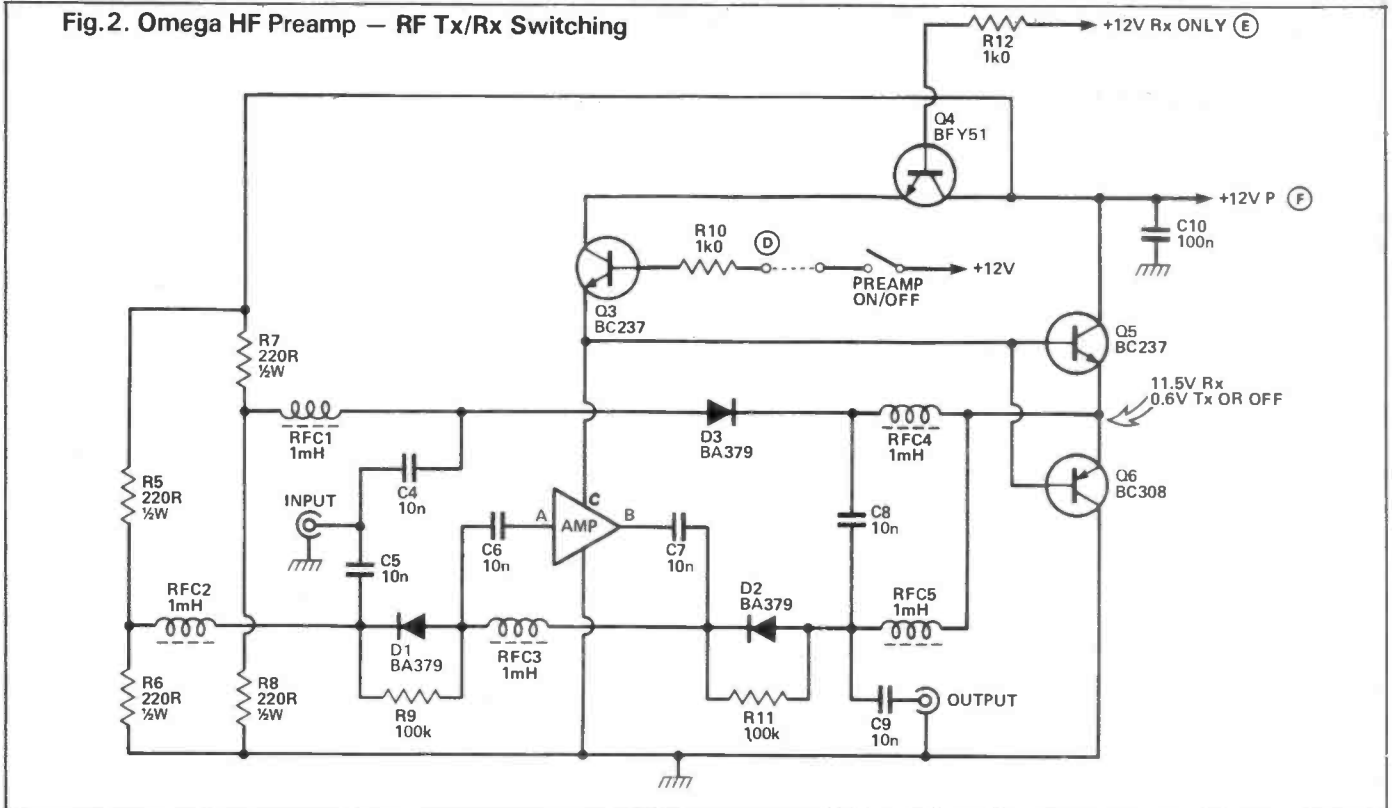 Fig.2. Omega HF Preamp — RF Tx/Rx Switching
+12V Rx ONLY E
R12
1k0
Q4
BFY51
+12V P F
C10
100n
R10
1k0
D
+12V
PREAMP
ON/OFF
Q3
BC237
Q5
BC237
R7
220R
½W
11.5V Rx
0.6V Tx OR OFF
RFC1
1mH
D3
BA379
RFC4
1mH
Q6
BC308
R5
220R
½W
C4
10n
INPUT
C5
10n
C6
10n
A
AMP
C
B
C7
10n
C8
10n
RFC2
1mH
D1
BA379
RFC3
1mH
D2
BA379
RFC5
1mH
R6
220R
½W
R8
220R
½W
R9
100k
R11
100k
C9
10n
OUTPUT